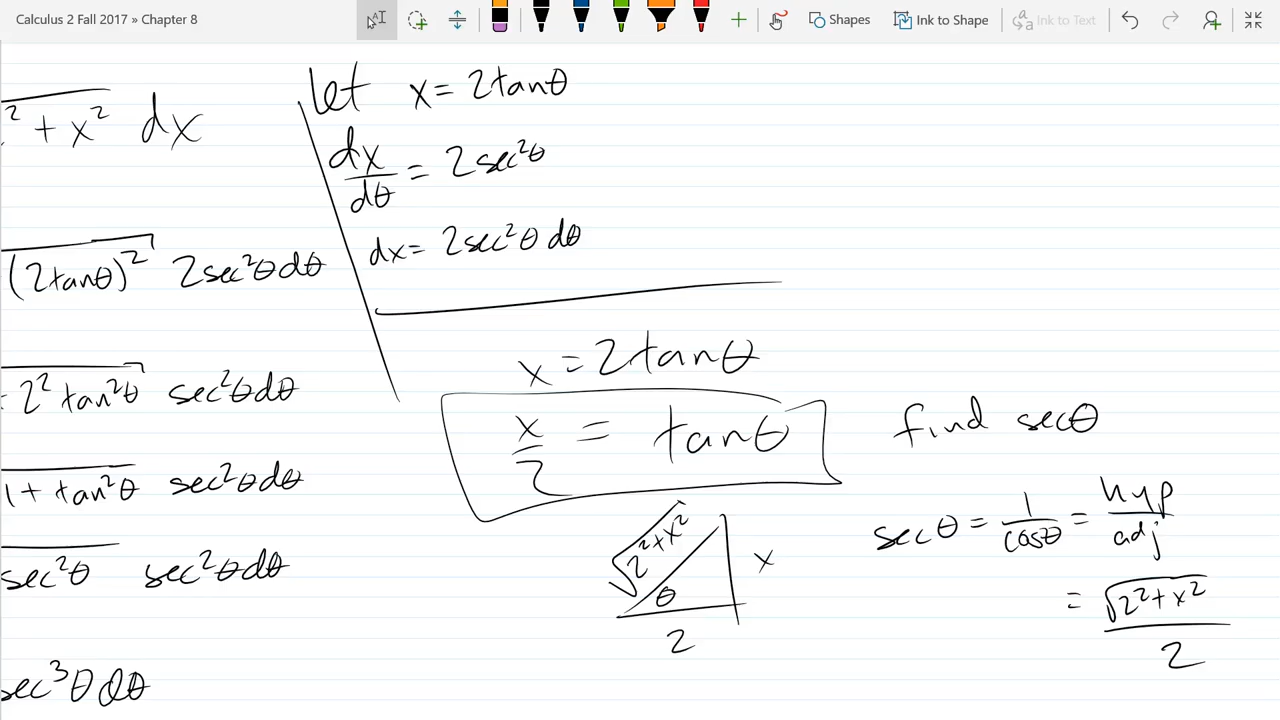 Calculus 2 Fall 2017 » Chapter 8
Shapes
Ink to Shape
Ink to Text
² + x² dx
(2tanθ)² 2sec²θdθ
2² tan²θ sec²θdθ
1 + tan²θ sec²θdθ
sec²θ sec²θdθ
sec³θdθ
let x = 2tanθ
dx/dθ = 2sec²θ
dx = 2sec²θ dθ
x = 2tanθ
x/2 = tanθ
√2²+x²
θ
x
2
find secθ
secθ = 1/cosθ = hyp/adj
= √2²+x²/2